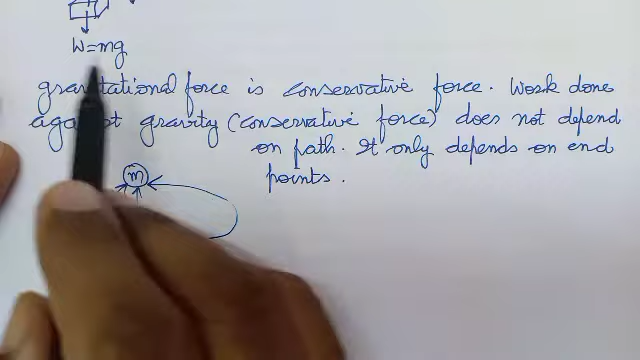 W=mg
gravitational force is conservative force. Work done
against gravity (conservative force) does not depend
on path. It only depends on end
points.
m